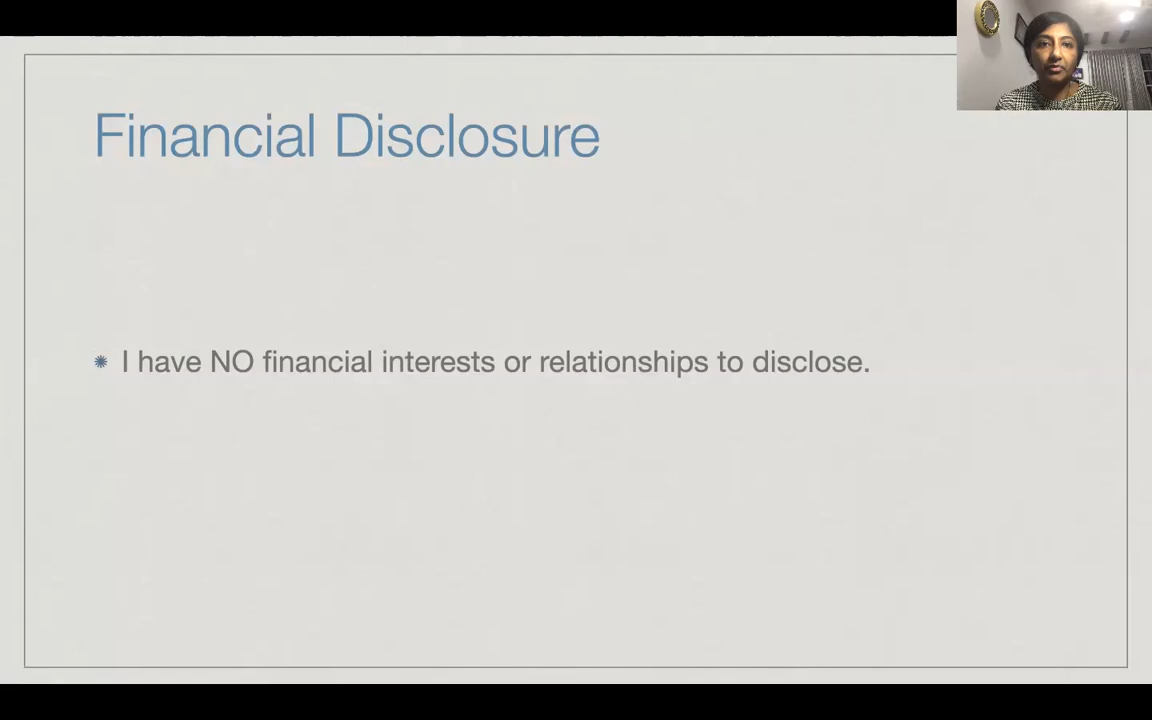 Financial Disclosure
I have NO financial interests or relationships to disclose.